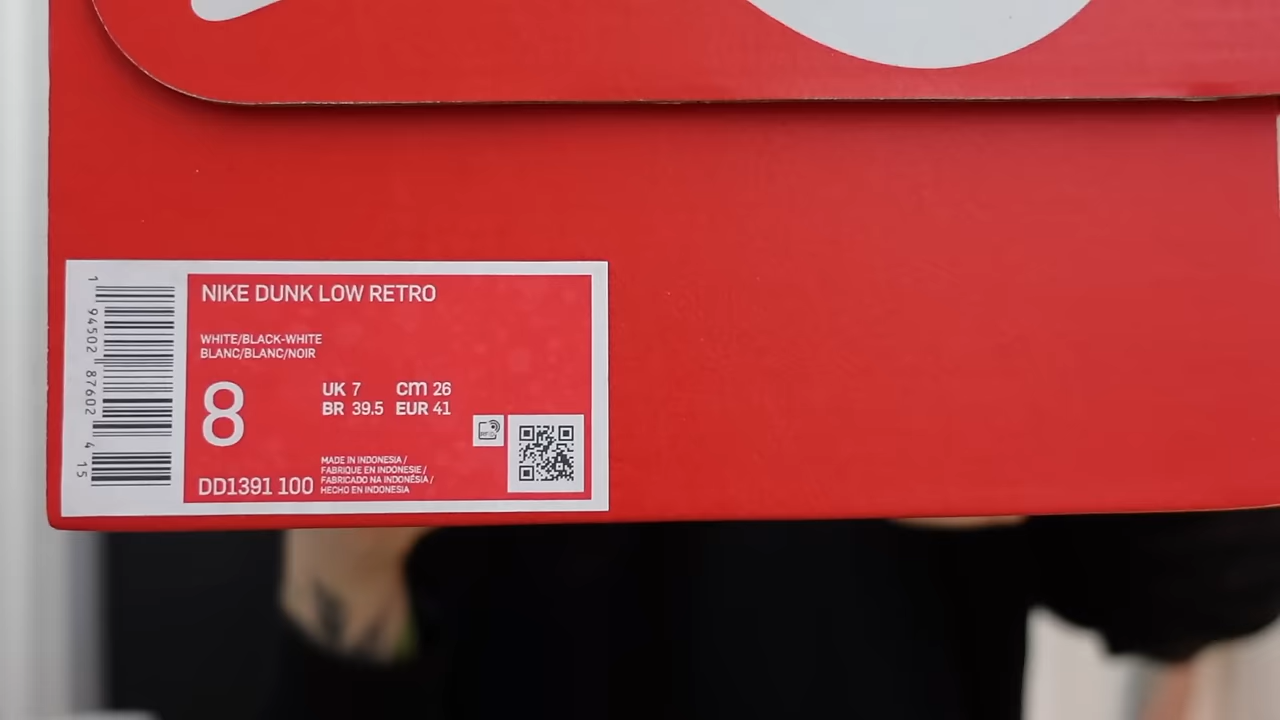 NIKE DUNK LOW RETRO
WHITE/BLACK-WHITE
BLANC/BLANC/NOIR
8
UK 7 cm 26
BR 39.5 EUR 41
DD1391 100
MADE IN INDONESIA /
FABRIQUE EN INDONESIE /
FABRICADO NA INDONÉSIA /
HECHO EN INDONESIA
1 94502 87602 4 15